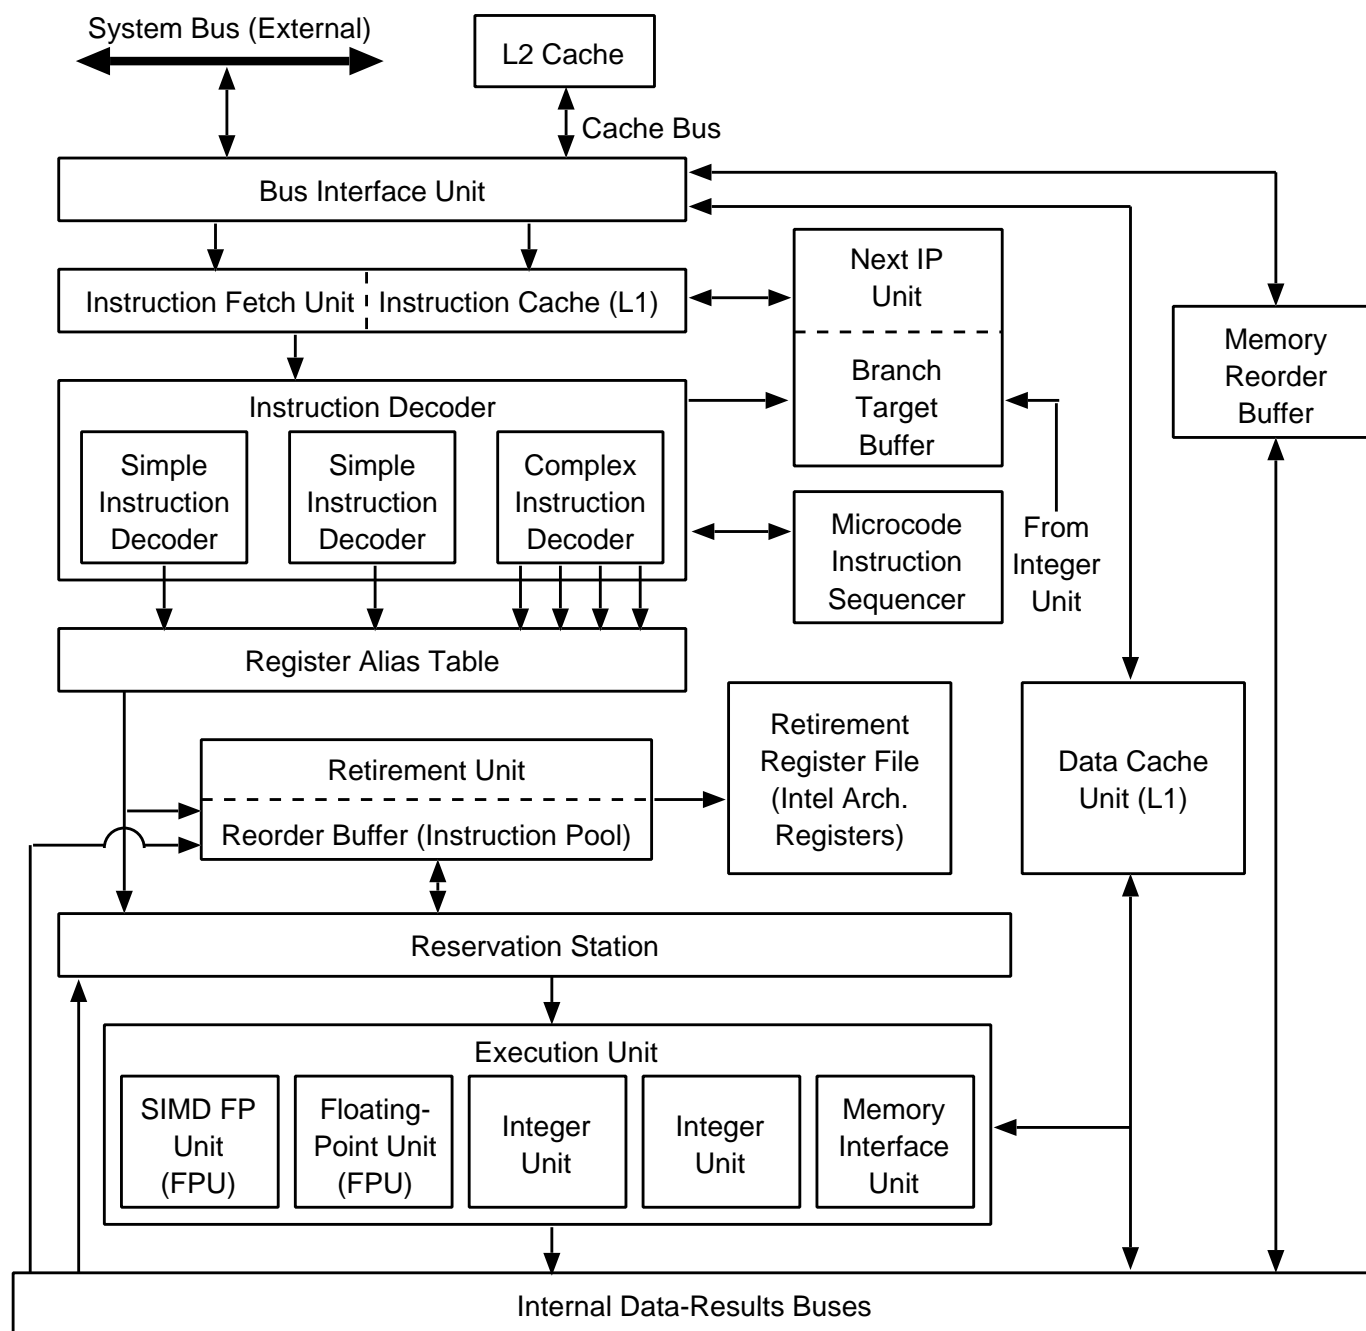 System Bus (External)
L2 Cache
Cache Bus
Bus Interface Unit
Instruction Fetch Unit
Instruction Cache (L1)
Next IP
Unit
Branch
Target
Buffer
Memory
Reorder
Buffer
Instruction Decoder
Simple
Instruction
Decoder
Simple
Instruction
Decoder
Complex
Instruction
Decoder
Microcode
Instruction
Sequencer
From
Integer
Unit
Register Alias Table
Retirement Unit
Reorder Buffer (Instruction Pool)
Retirement
Register File
(Intel Arch.
Registers)
Data Cache
Unit (L1)
Reservation Station
Execution Unit
SIMD FP
Unit
(FPU)
Floating-
Point Unit
(FPU)
Integer
Unit
Integer
Unit
Memory
Interface
Unit
Internal Data-Results Buses